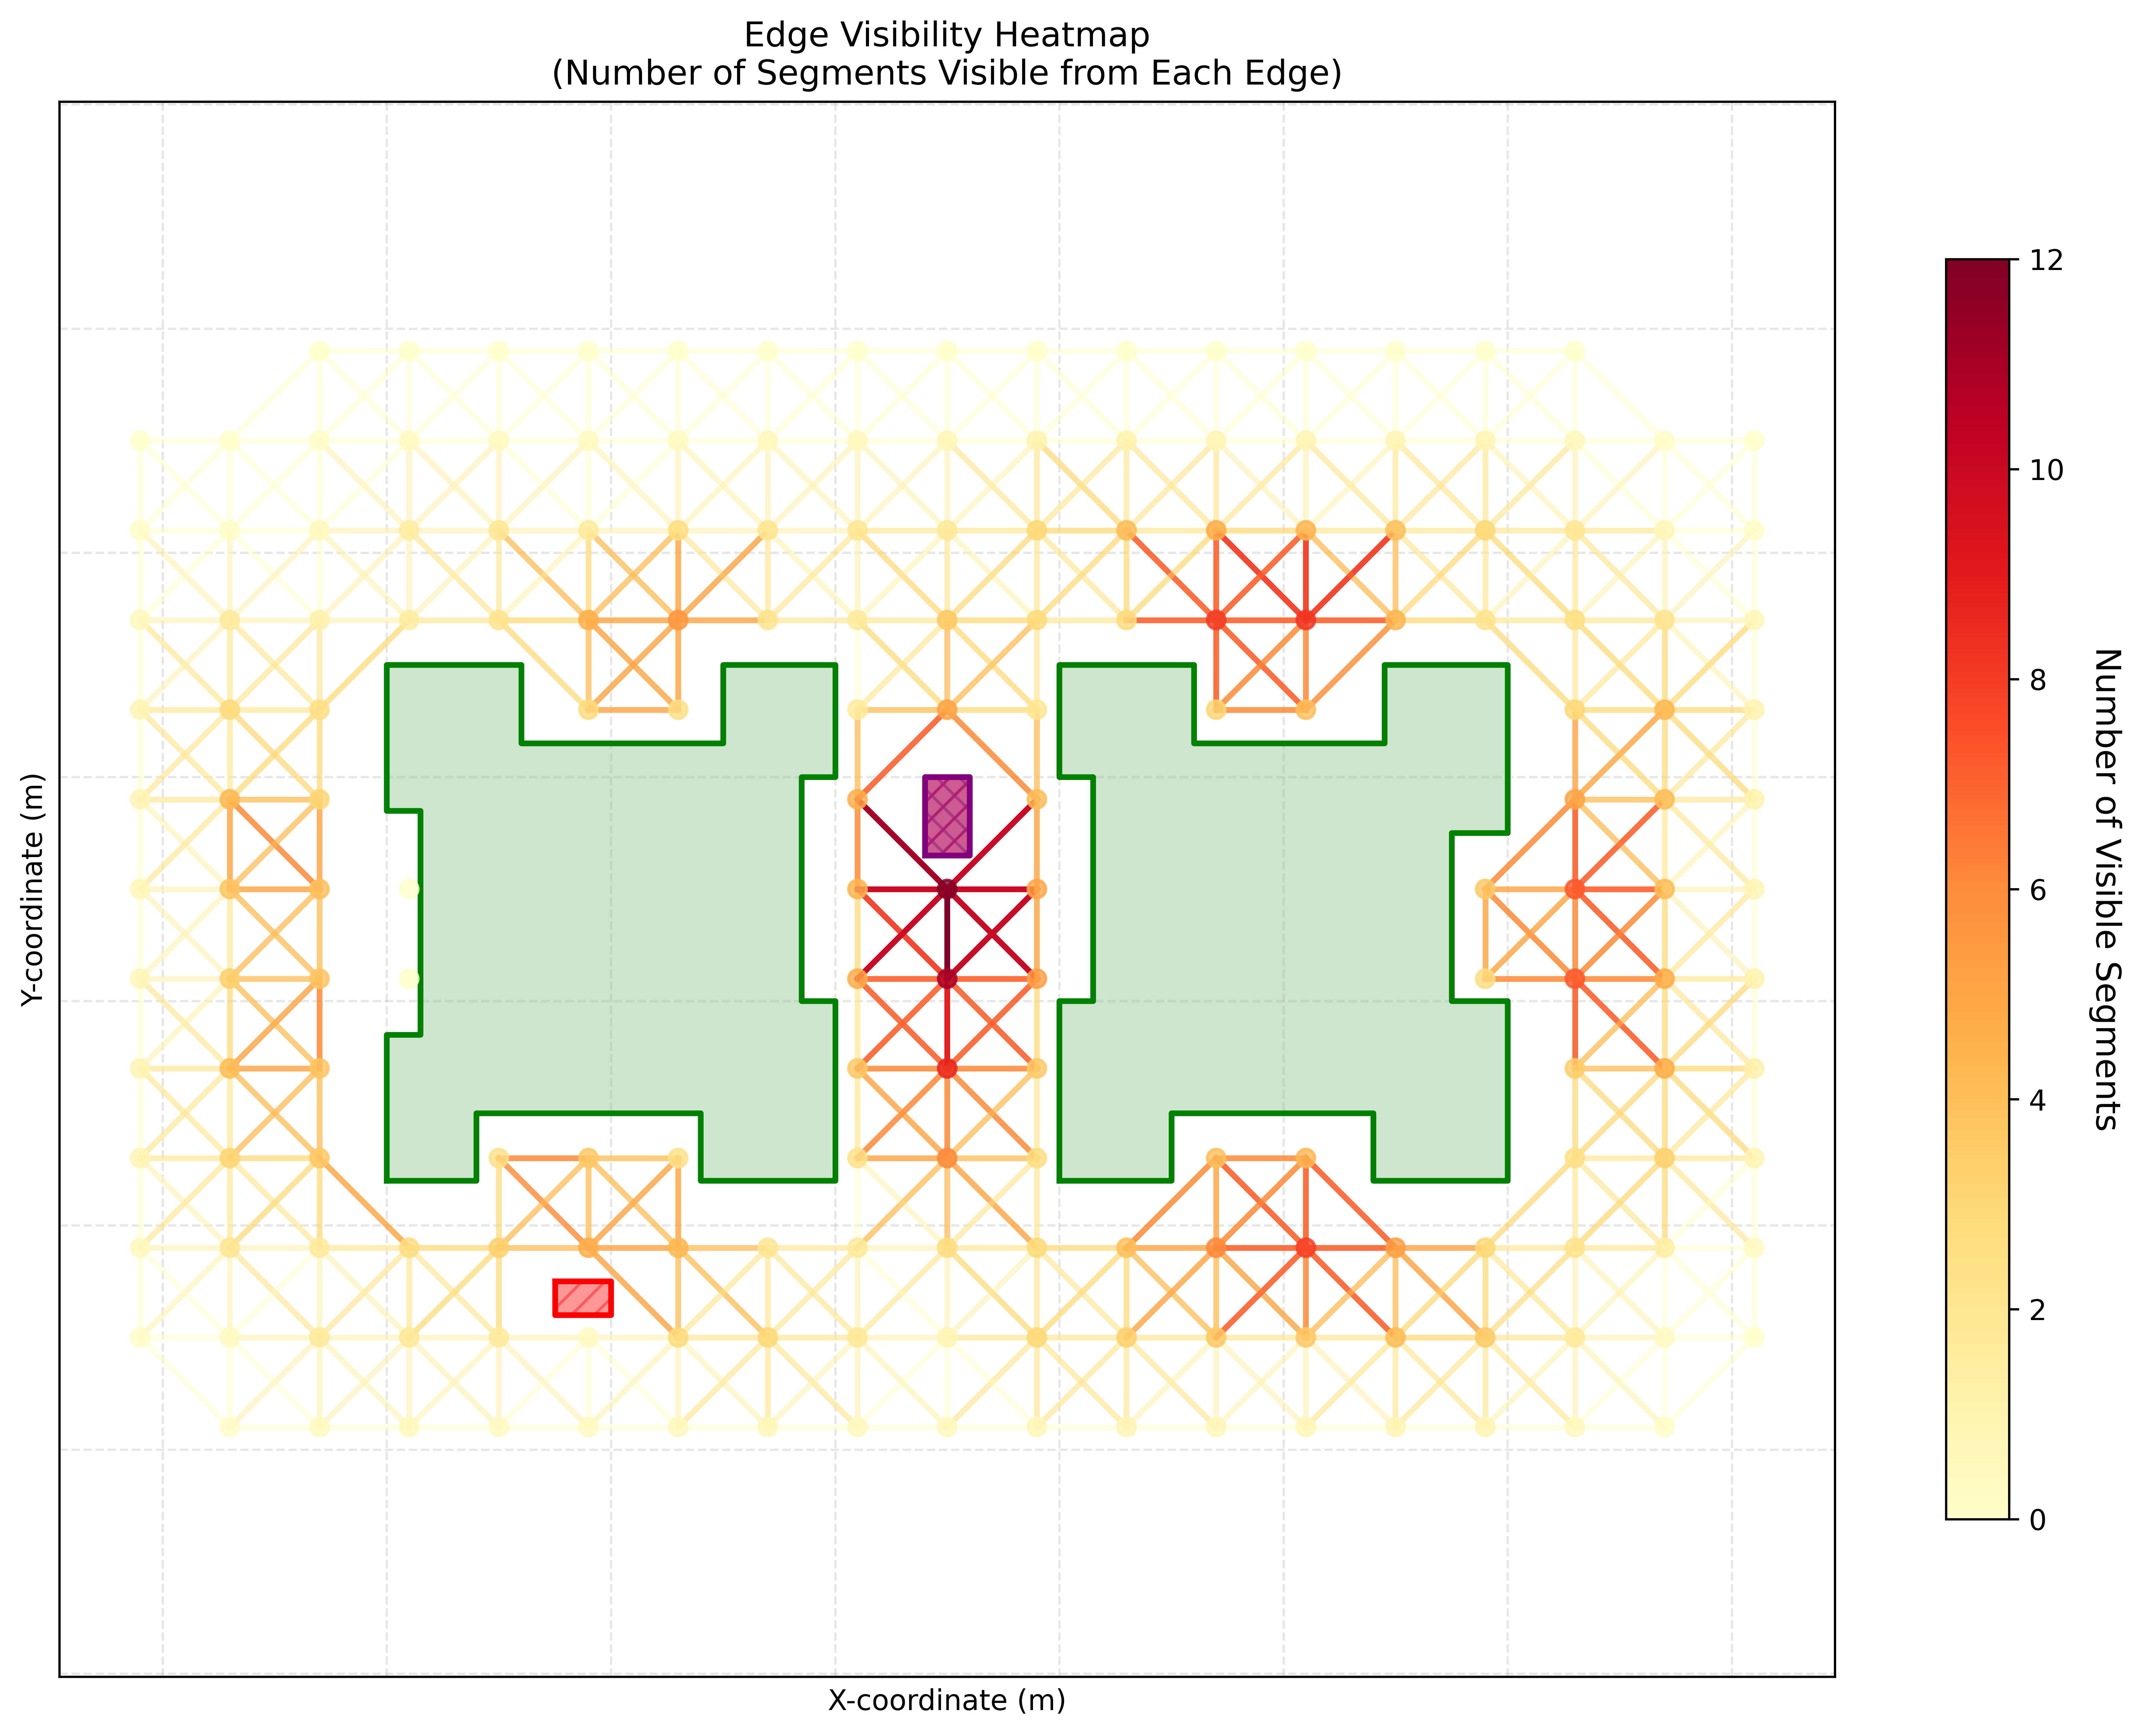 Edge Visibility Heatmap
(Number of Segments Visible from Each Edge)
Y-coordinate (m)
X-coordinate (m)
12
10
8
6
4
2
0
Number of Visible Segments